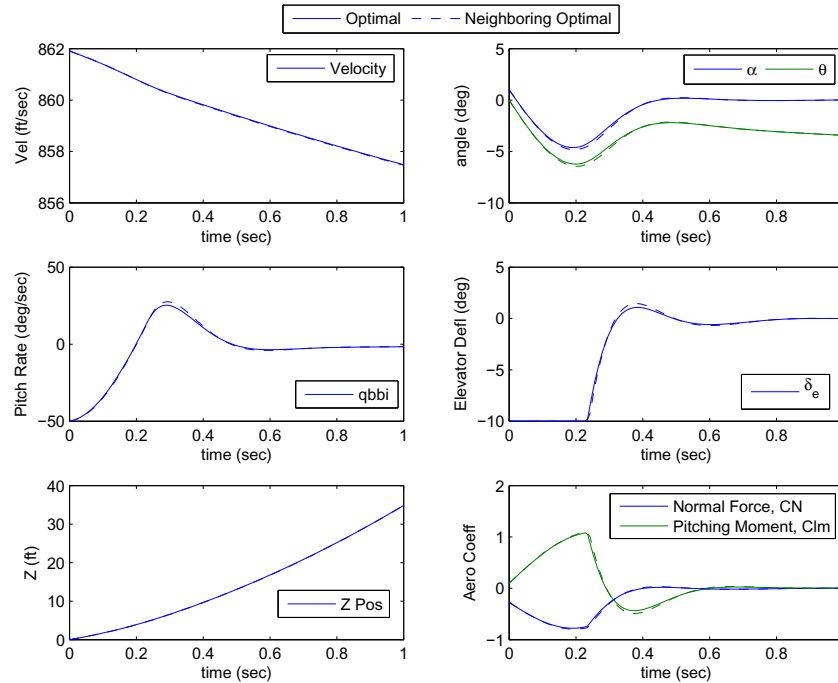 Optimal Neighboring Optimal
862
860
858
856
Vel (ft/sec)
Velocity
0 0.2 0.4 0.6 0.8 1
time (sec)
5
0
−5
−10
angle (deg)
α θ
0 0.2 0.4 0.6 0.8
time (sec)
50
0
−50
Pitch Rate (deg/sec)
qbbi
0 0.2 0.4 0.6 0.8 1
time (sec)
5
0
−5
−10
Elevator Defl (deg)
δe
0 0.2 0.4 0.6 0.8
time (sec)
40
30
20
10
0
Z (ft)
Z Pos
0 0.2 0.4 0.6 0.8 1
time (sec)
2
1
0
−1
Aero Coeff
Normal Force, CN
Pitching Moment, Clm
0 0.2 0.4 0.6 0.8
time (sec)